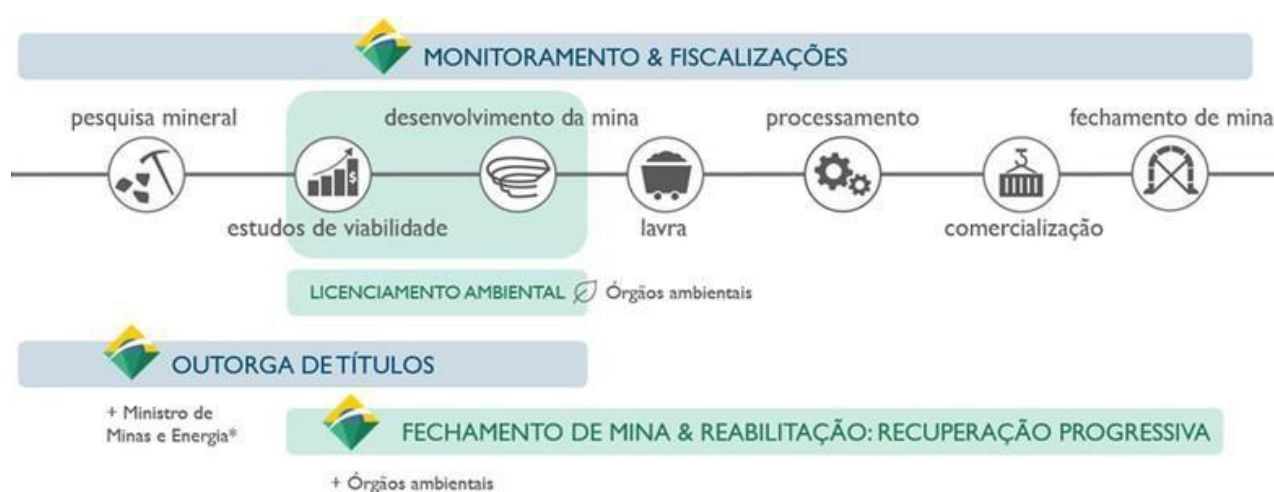 MONITORAMENTO & FISCALIZAÇÕES
pesquisa mineral
desenvolvimento da mina
processamento
fechamento de mina
$
estudos de viabilidade
lavra
comercialização
LICENCIAMENTO AMBIENTAL
Órgãos ambientais
OUTORGA DE TÍTULOS
+ Ministro de
Minas e Energia*
FECHAMENTO DE MINA & REABILITAÇÃO: RECUPERAÇÃO PROGRESSIVA
+ Órgãos ambientais